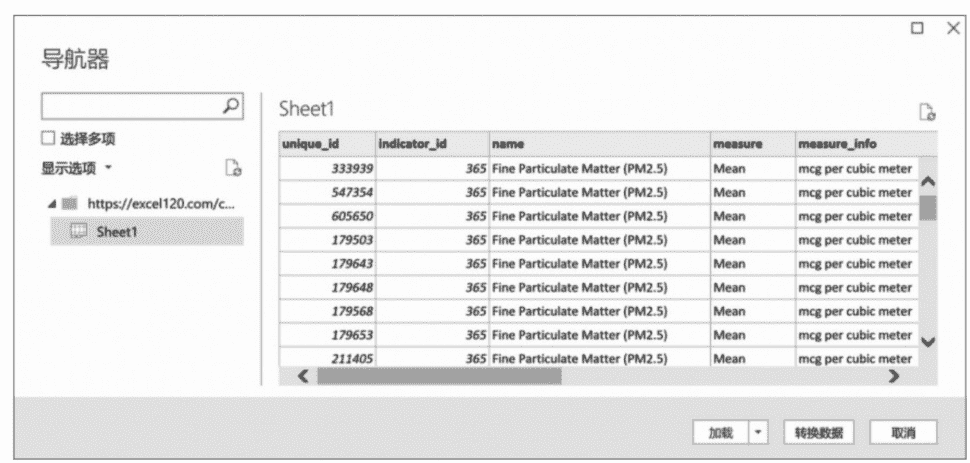 导航器
选择多项
显示选项
https://excel120.com/c...
Sheet1
Sheet1
unique_id indicator_id name measure measure_info
333939 365 Fine Particulate Matter (PM2.5) Mean mcg per cubic meter
547354 365 Fine Particulate Matter (PM2.5) Mean mcg per cubic meter
605650 365 Fine Particulate Matter (PM2.5) Mean mcg per cubic meter
179503 365 Fine Particulate Matter (PM2.5) Mean mcg per cubic meter
179643 365 Fine Particulate Matter (PM2.5) Mean mcg per cubic meter
179648 365 Fine Particulate Matter (PM2.5) Mean mcg per cubic meter
179568 365 Fine Particulate Matter (PM2.5) Mean mcg per cubic meter
179653 365 Fine Particulate Matter (PM2.5) Mean mcg per cubic meter
211405 365 Fine Particulate Matter (PM2.5) Mean mcg per cubic meter
加载 转换数据 取消